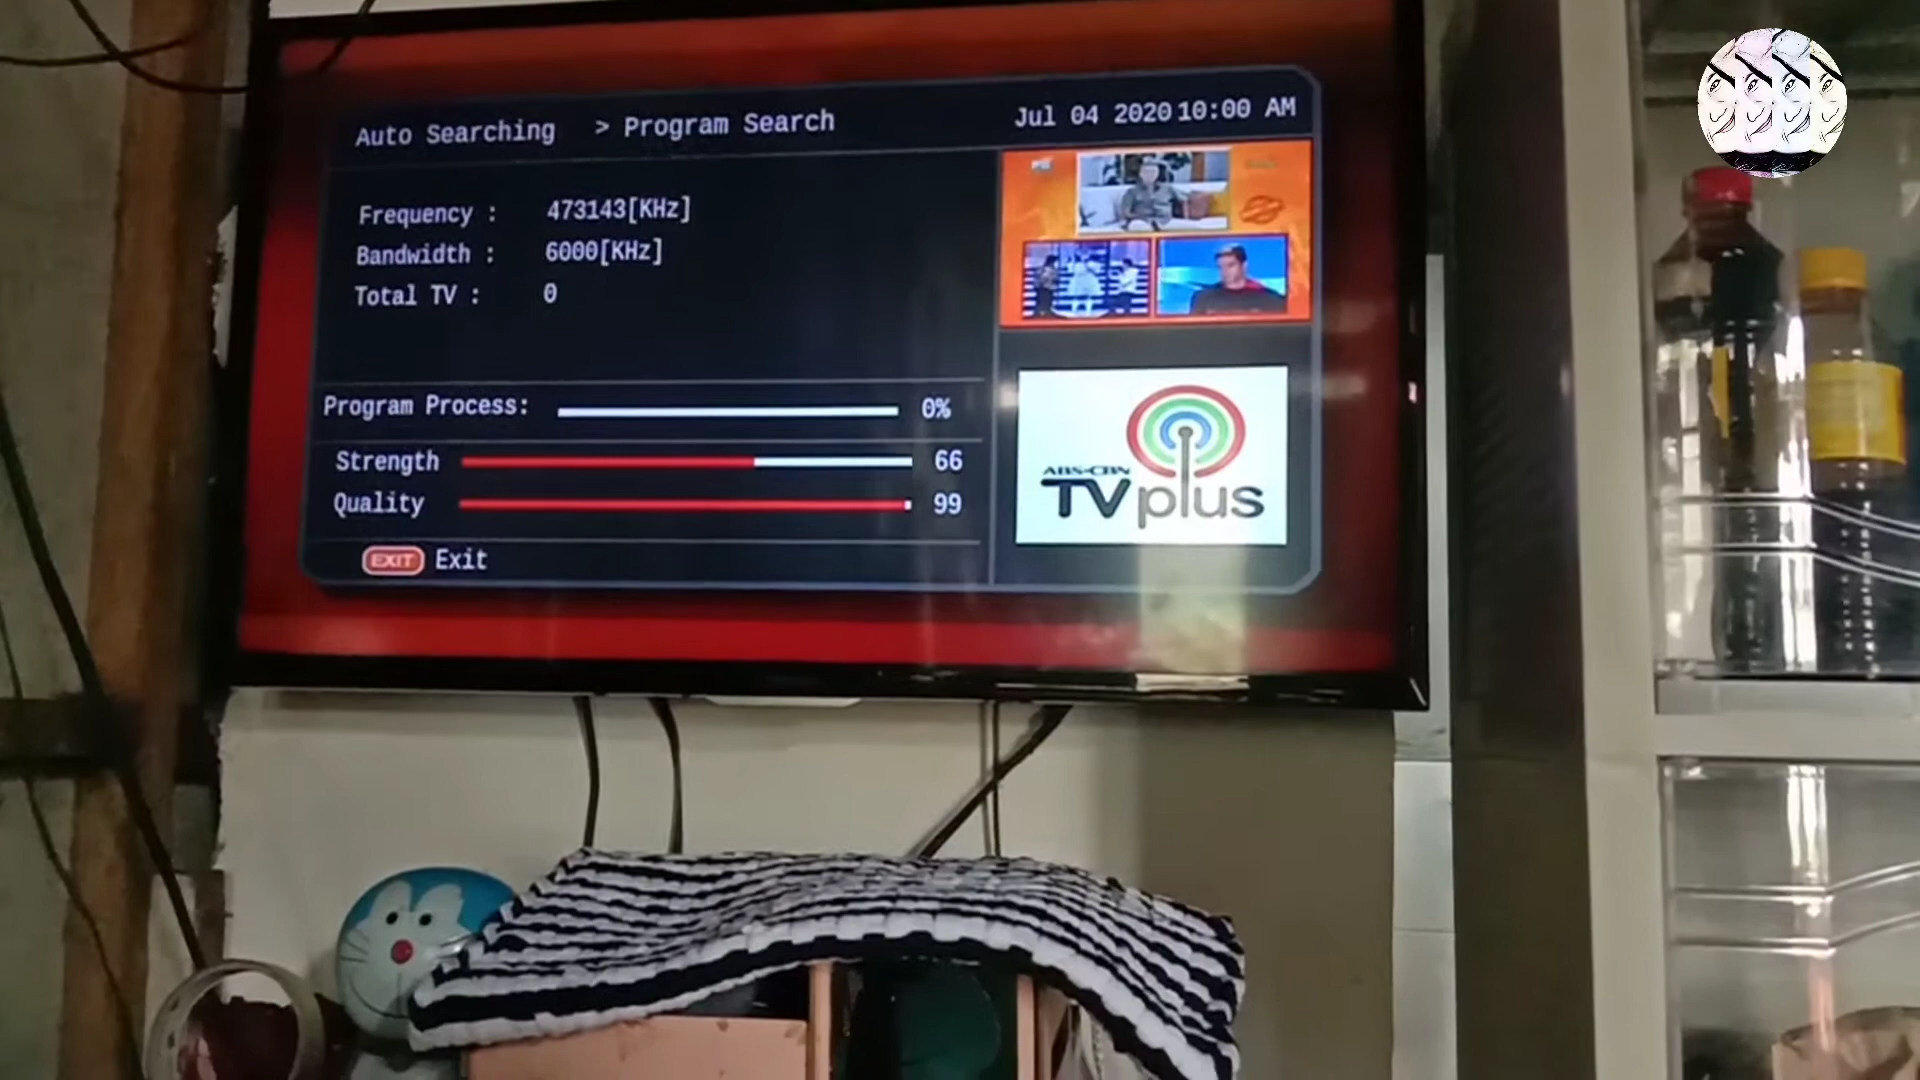 Auto Searching > Program Search
Jul 04 2020 10:00 AM
Frequency : 473143[KHz]
Bandwidth : 6000[KHz]
Total TV : 0
Program Process: 0%
Strength 66
Quality 99
EXIT Exit
ABS-CBN
TVplus